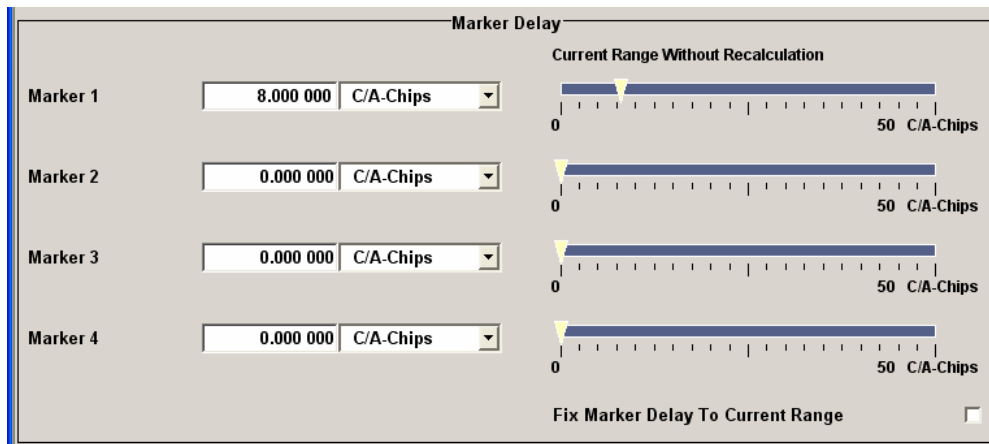 Marker Delay
Current Range Without Recalculation
Marker 1 8.000 000 C/A-Chips
0 50 C/A-Chips
Marker 2 0.000 000 C/A-Chips
0 50 C/A-Chips
Marker 3 0.000 000 C/A-Chips
0 50 C/A-Chips
Marker 4 0.000 000 C/A-Chips
0 50 C/A-Chips
Fix Marker Delay To Current Range